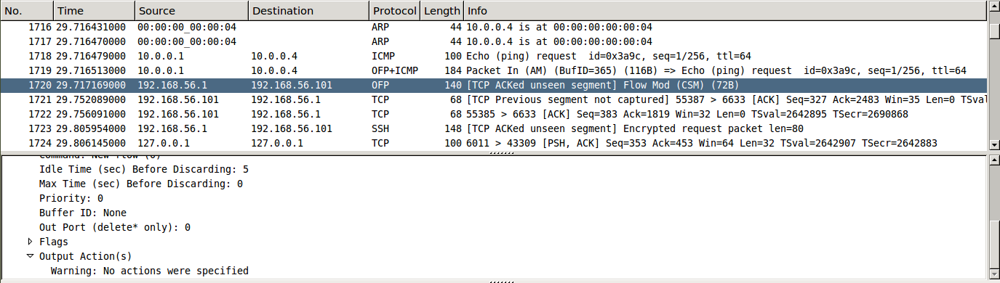 No. Time Source Destination Protocol Length Info
1716 29.716431000 00:00:00_00:00:04 ARP 44 10.0.0.4 is at 00:00:00:00:00:04
1717 29.716470000 00:00:00_00:00:04 ARP 44 10.0.0.4 is at 00:00:00:00:00:04
1718 29.716479000 10.0.0.1 10.0.0.4 ICMP 100 Echo (ping) request id=0x3a9c, seq=1/256, ttl=64
1719 29.716513000 10.0.0.1 10.0.0.4 OFP+ICMP 184 Packet In (AM) (BufID=365) (116B) => Echo (ping) request id=0x3a9c, seq=1/256, ttl=64
1720 29.717169000 192.168.56.1 192.168.56.101 OFP 140 [TCP ACKed unseen segment] Flow Mod (CSM) (72B)
1721 29.752089000 192.168.56.101 192.168.56.1 TCP 68 [TCP Previous segment not captured] 55387 > 6633 [ACK] Seq=327 Ack=2483 Win=35 Len=0 TSval
1722 29.756091000 192.168.56.101 192.168.56.1 TCP 68 55385 > 6633 [ACK] Seq=383 Ack=1819 Win=32 Len=0 TSval=2642895 TSecr=2690868
1723 29.805954000 192.168.56.1 192.168.56.101 SSH 148 [TCP ACKed unseen segment] Encrypted request packet len=80
1724 29.806145000 127.0.0.1 127.0.0.1 TCP 100 6011 > 43309 [PSH, ACK] Seq=353 Ack=453 Win=64 Len=32 TSval=2642907 TSecr=2642883
Command: New flow (0)
Idle Time (sec) Before Discarding: 5
Max Time (sec) Before Discarding: 0
Priority: 0
Buffer ID: None
Out Port (delete* only): 0
Flags
Output Action(s)
Warning: No actions were specified